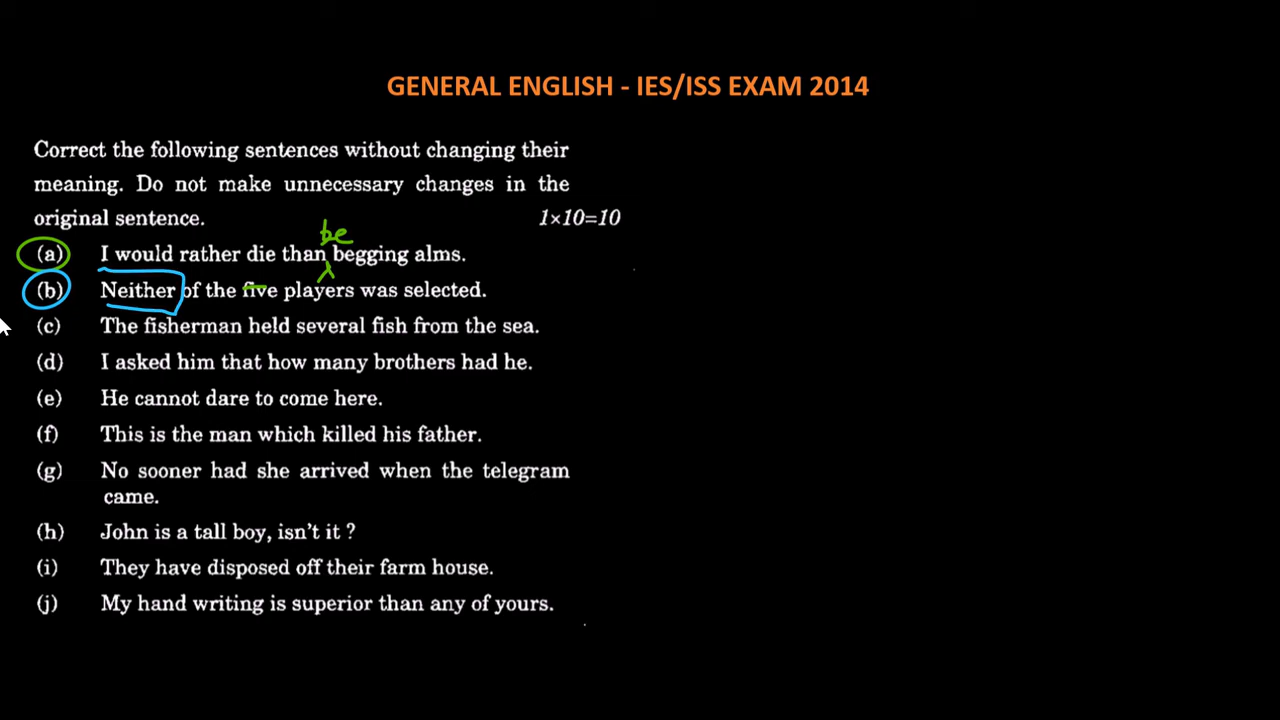 GENERAL ENGLISH - IES/ISS EXAM 2014
Correct the following sentences without changing their
meaning. Do not make unnecessary changes in the
original sentence. 1×10=10
be
(a) I would rather die than begging alms.
(b) Neither of the five players was selected.
(c) The fisherman held several fish from the sea.
(d) I asked him that how many brothers had he.
(e) He cannot dare to come here.
(f) This is the man which killed his father.
(g) No sooner had she arrived when the telegram
came.
(h) John is a tall boy, isn't it ?
(i) They have disposed off their farm house.
(j) My hand writing is superior than any of yours.